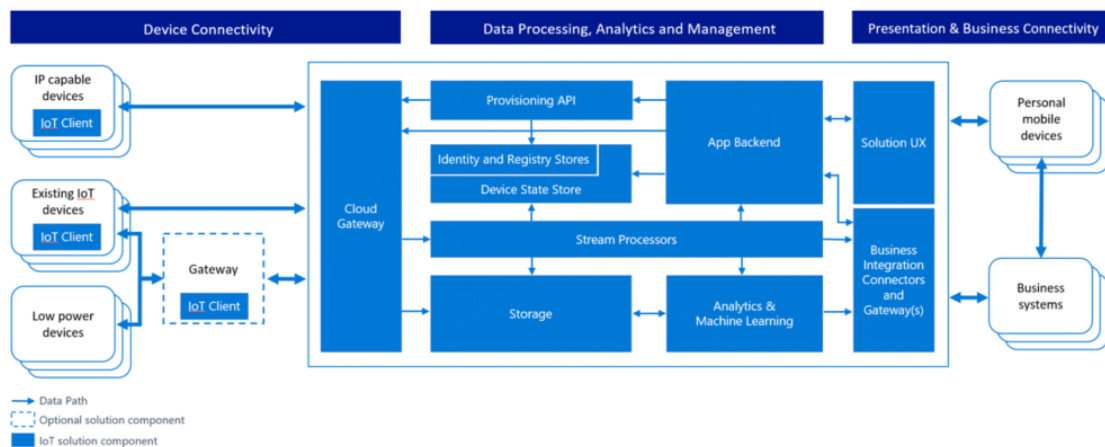 Device Connectivity
Data Processing, Analytics and Management
Presentation & Business Connectivity
IP capable
devices
IoT Client
Existing IoT
devices
IoT Client
Low power
devices
Gateway
IoT Client
Cloud
Gateway
Provisioning API
Identity and Registry Stores
Device State Store
App Backend
Stream Processors
Storage
Analytics &
Machine Learning
Solution UX
Business
Integration
Connectors
and
Gateway(s)
Personal
mobile
devices
Business
systems
Data Path
Optional solution component
IoT solution component